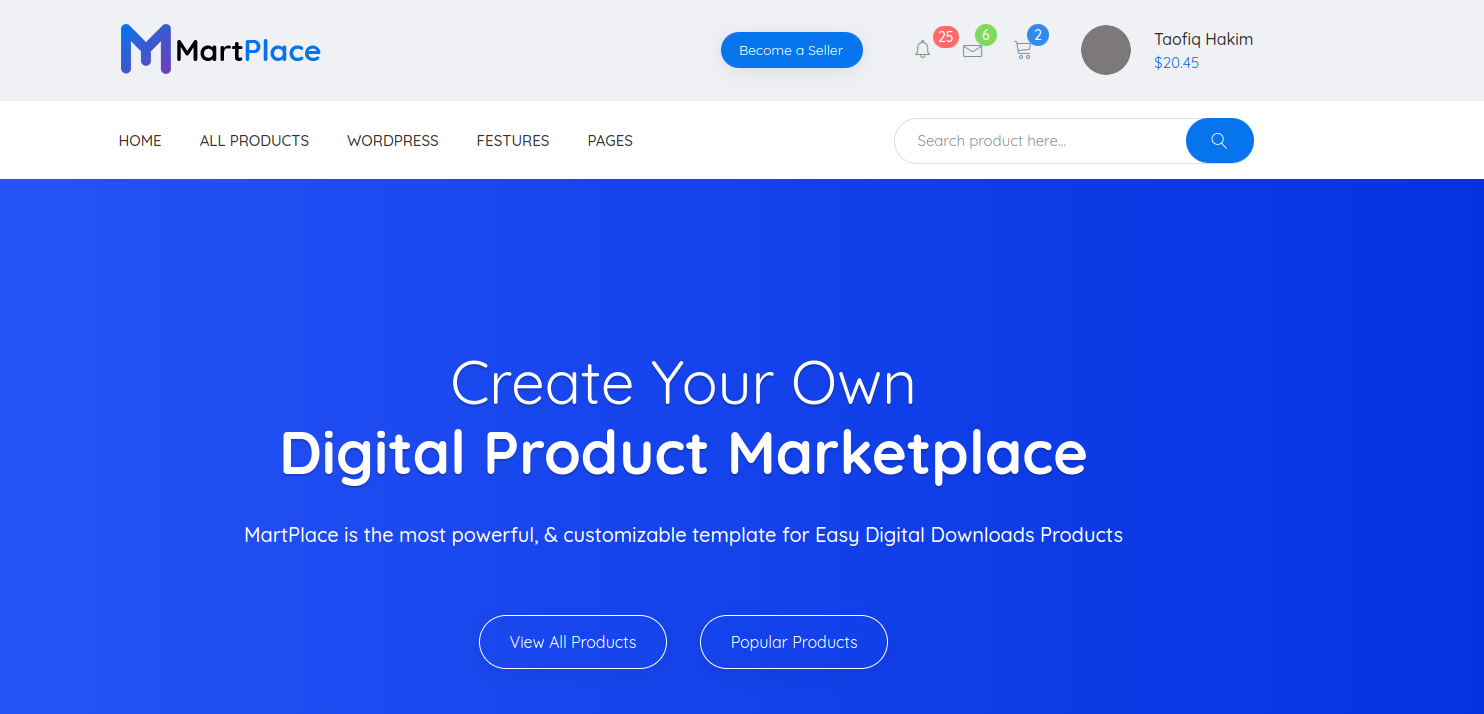 MartPlace
Become a Seller
25
6
2
Taofiq Hakim
$20.45
HOME ALL PRODUCTS WORDPRESS FESTURES PAGES
Search product here...
Create Your Own
Digital Product Marketplace
MartPlace is the most powerful, & customizable template for Easy Digital Downloads Products
View All Products
Popular Products